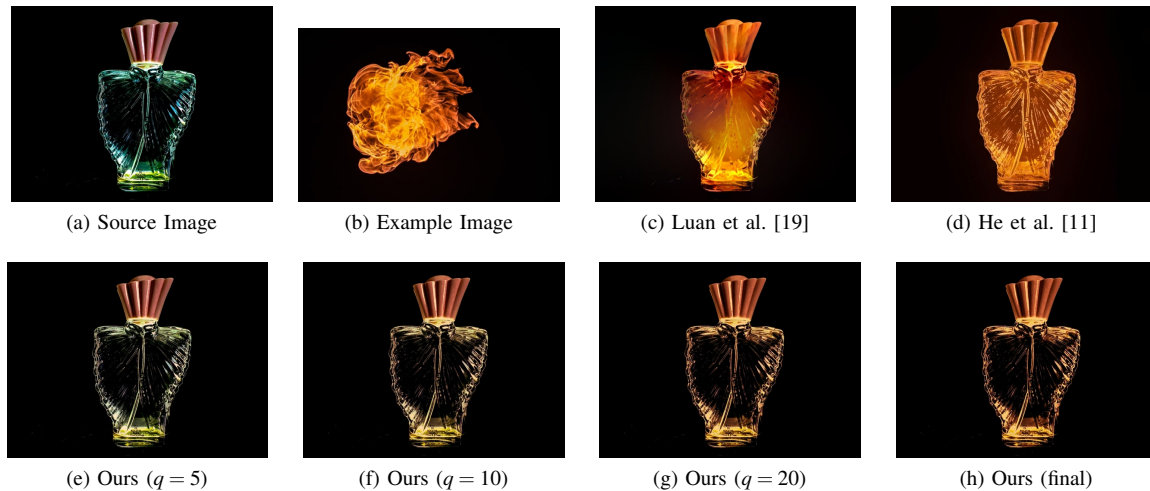 (a) Source Image
(b) Example Image
(c) Luan et al. [19]
(d) He et al. [11]
(e) Ours (q = 5)
(f) Ours (q = 10)
(g) Ours (q = 20)
(h) Ours (final)